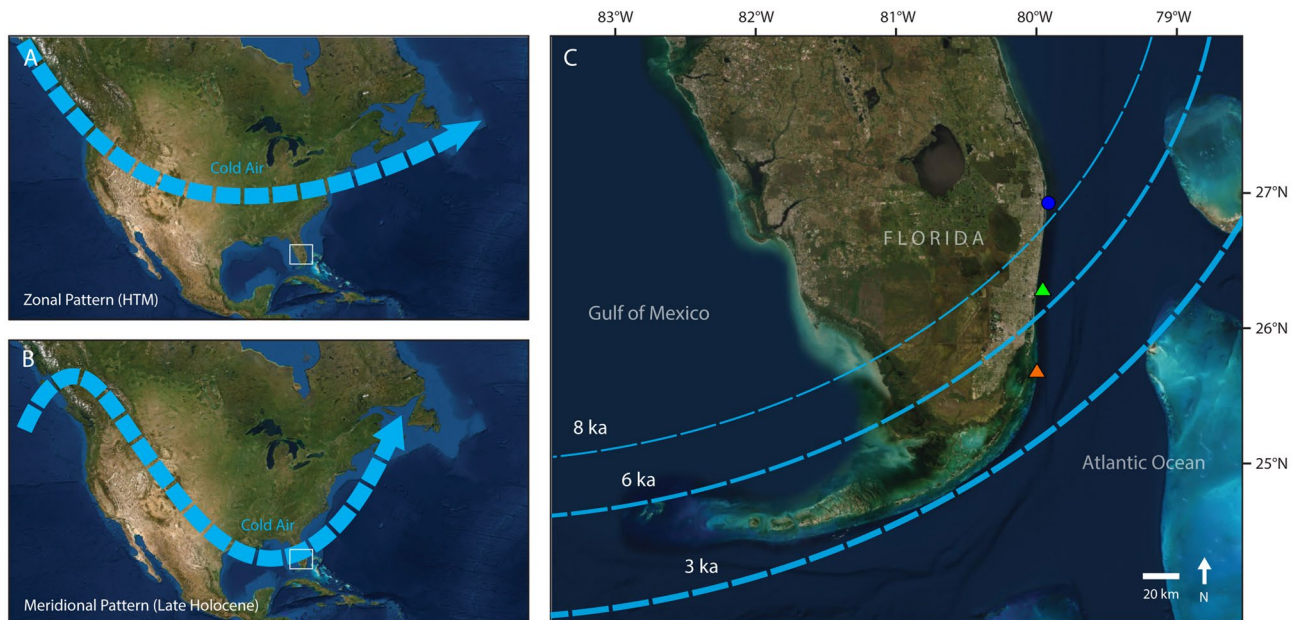 A
Cold Air
Zonal Pattern (HTM)
B
Cold Air
Meridional Pattern (Late Holocene)
83°W 82°W 81°W 80°W 79°W
C
27°N
FLORIDA
Gulf of Mexico
26°N
8 ka
6 ka
Atlantic Ocean
25°N
3 ka
20 km N